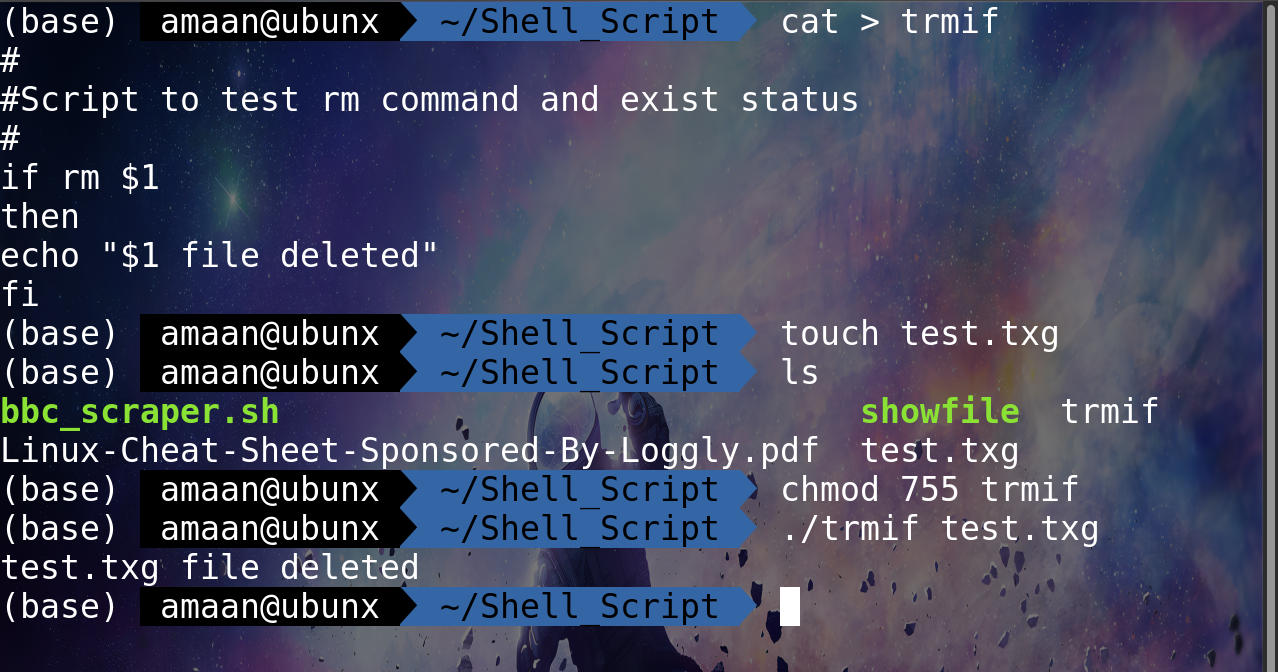 (base) amaan@ubunx ~/Shell_Script cat > trmif
#
#Script to test rm command and exist status
#
if rm $1
then
echo "$1 file deleted"
fi
(base) amaan@ubunx ~/Shell_Script touch test.txg
(base) amaan@ubunx ~/Shell_Script ls
bbc_scraper.sh showfile trmif
Linux-Cheat-Sheet-Sponsored-By-Loggly.pdf test.txg
(base) amaan@ubunx ~/Shell_Script chmod 755 trmif
(base) amaan@ubunx ~/Shell_Script ./trmif test.txg
test.txg file deleted
(base) amaan@ubunx ~/Shell_Script